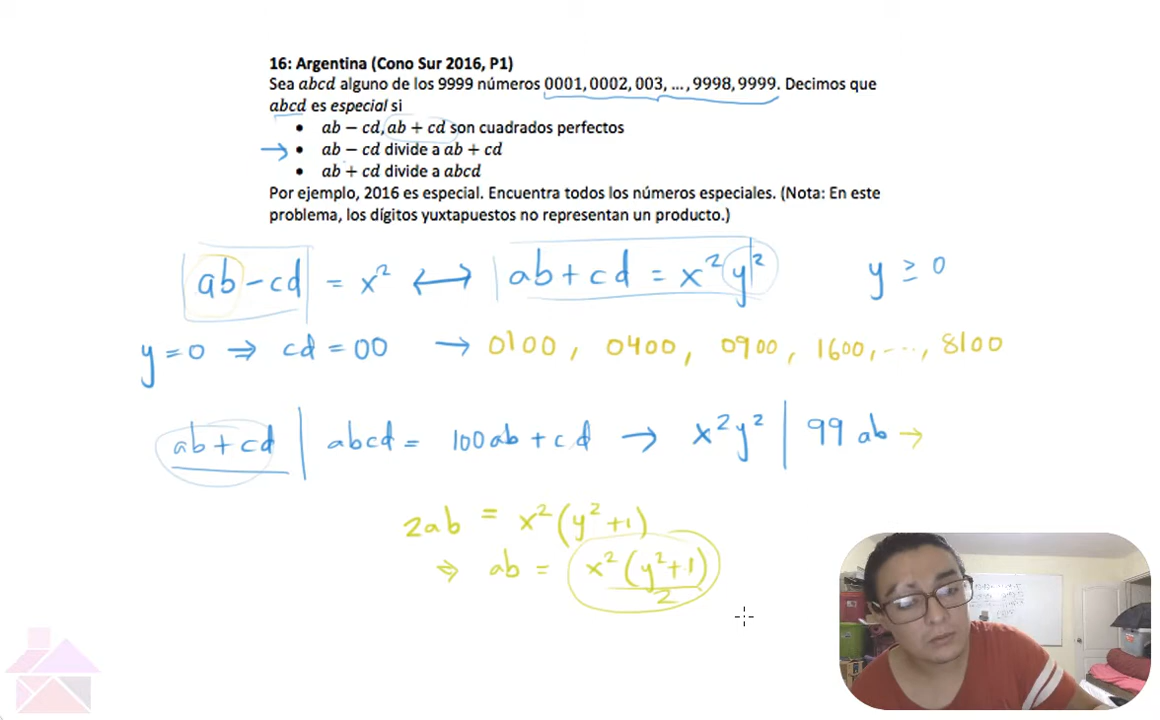 16: Argentina (Cono Sur 2016, P1)
Sea abcd alguno de los 9999 números 0001, 0002, 003, ..., 9998, 9999. Decimos que
abcd es especial si
• ab − cd, ab + cd son cuadrados perfectos
→ • ab − cd divide a ab + cd
• ab + cd divide a abcd
Por ejemplo, 2016 es especial. Encuentra todos los números especiales. (Nota: En este
problema, los dígitos yuxtapuestos no representan un producto.)
ab - cd = x² ↔ ab + cd = x² y² y ≥ 0
y = 0 ⇒ cd = 00 → 0100, 0400, 0900, 1600, ..., 8100
ab + cd | abcd = 100ab + cd → x² y² | 99 ab →
2ab = x² (y² + 1)
⇒ ab = x² (y² + 1) / 2